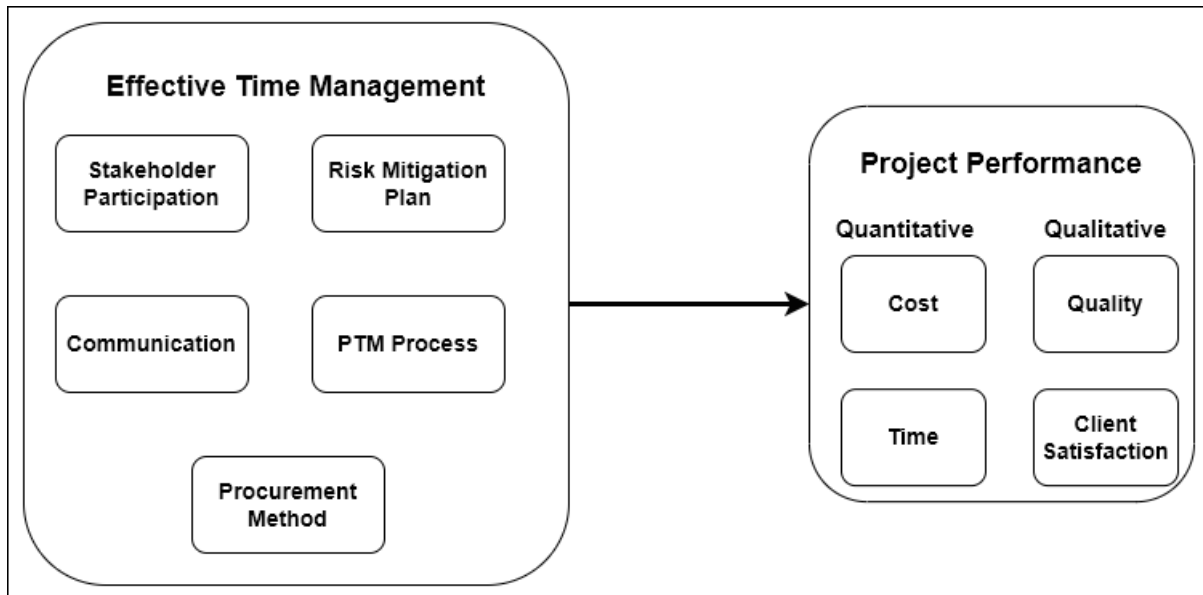 Effective Time Management
Stakeholder
Participation
Risk Mitigation
Plan
Communication
PTM Process
Procurement
Method
Project Performance
Quantitative
Qualitative
Cost
Quality
Time
Client
Satisfaction